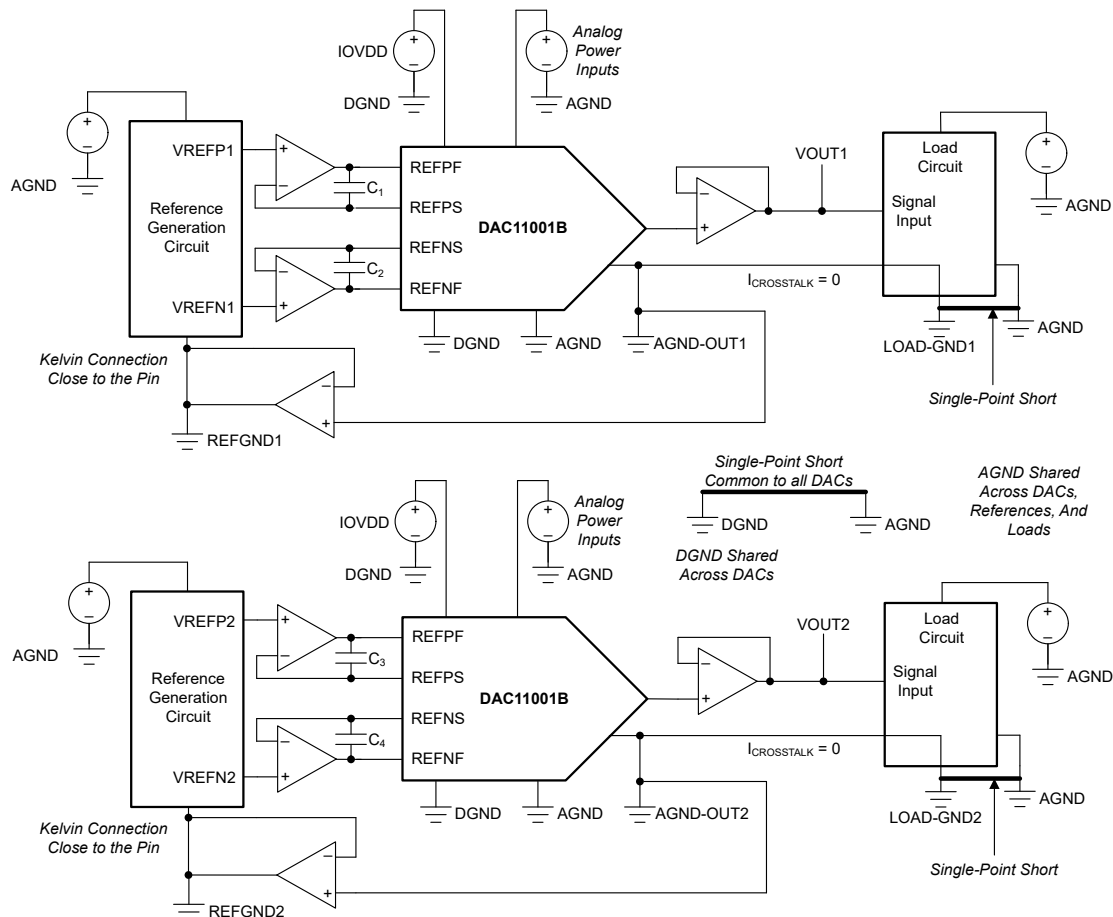 IOVDD
+
−
DGND
+
−
Analog
Power
Inputs
AGND
+
−
AGND
VREFP1
Reference
Generation
Circuit
VREFN1
+
−
C1
−
+
C2
REFPF
REFPS
DAC11001B
REFNS
REFNF
DGND
AGND
AGND-OUT1
−
+
VOUT1
ICROSSTALK = 0
Load
Circuit
Signal
Input
+
−
AGND
LOAD-GND1
AGND
Single-Point Short
Kelvin Connection
Close to the Pin
−
+
REFGND1
Single-Point Short
Common to all DACs
DGND
AGND
DGND Shared
Across DACs
AGND Shared
Across DACs,
References, And
Loads
IOVDD
+
−
DGND
+
−
Analog
Power
Inputs
AGND
+
−
AGND
VREFP2
Reference
Generation
Circuit
VREFN2
+
−
C3
−
+
C4
REFPF
REFPS
DAC11001B
REFNS
REFNF
DGND
AGND
AGND-OUT2
−
+
VOUT2
ICROSSTALK = 0
Load
Circuit
Signal
Input
+
−
AGND
LOAD-GND2
AGND
Single-Point Short
Kelvin Connection
Close to the Pin
−
+
REFGND2